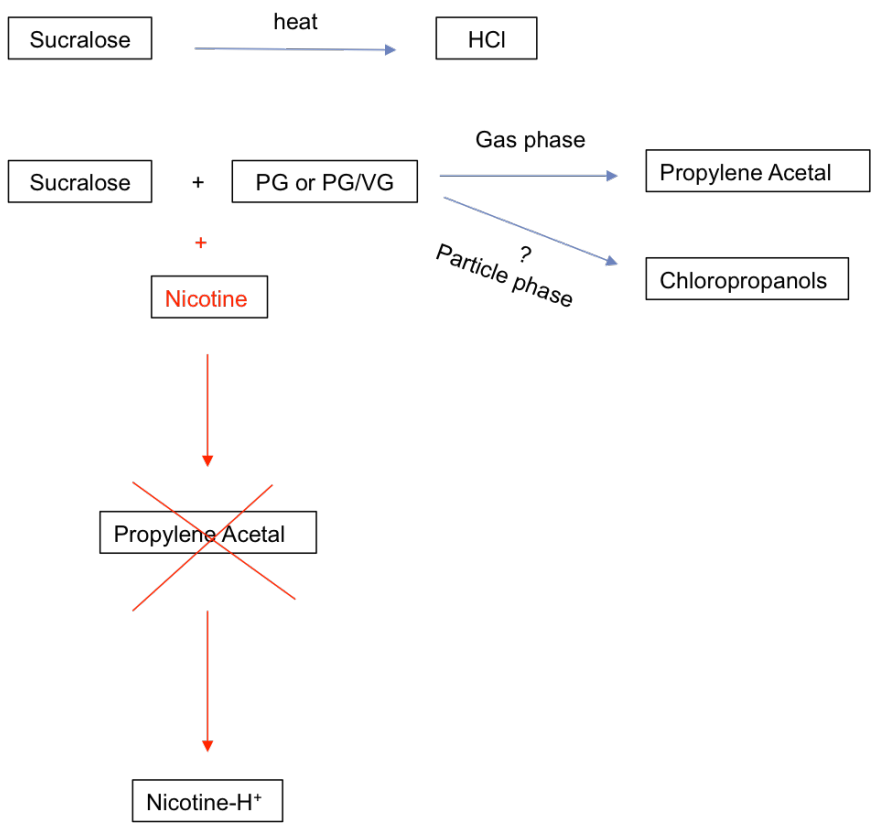 heat
Sucralose
HCl
Gas phase
Sucralose + PG or PG/VG
Propylene Acetal
+
?
Particle phase
Chloropropanols
Nicotine
Propylene Acetal
Nicotine-H⁺